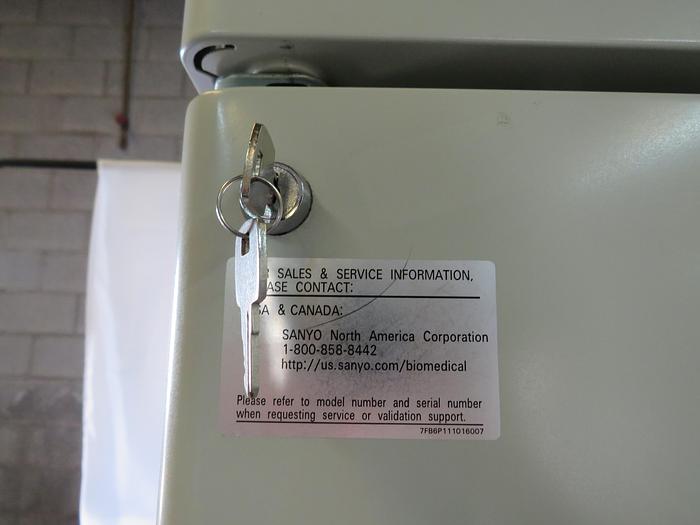 SALES & SERVICE INFORMATION,
CONTACT:
& CANADA:
SANYO North America Corporation
1-800-858-8442
http://us.sanyo.com/biomedical
Please refer to model number and serial number
when requesting service or validation support.
7FB6P111016007